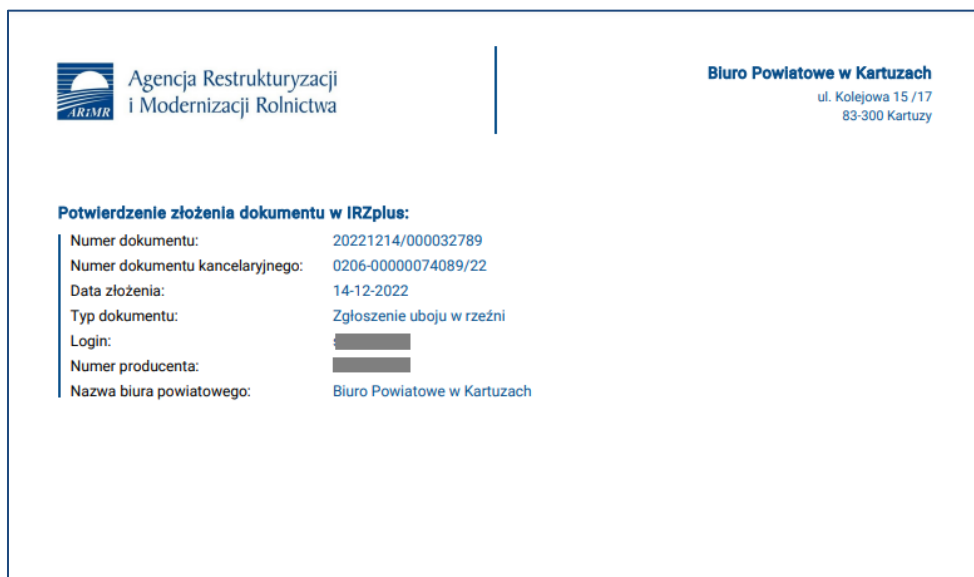 Agencja Restrukturyzacji
i Modernizacji Rolnictwa
ARiMR
Biuro Powiatowe w Kartuzach
ul. Kolejowa 15 /17
83-300 Kartuzy
Potwierdzenie złożenia dokumentu w IRZplus:
Numer dokumentu: 20221214/000032789
Numer dokumentu kancelaryjnego: 0206-00000074089/22
Data złożenia: 14-12-2022
Typ dokumentu: Zgłoszenie uboju w rzeźni
Login:
Numer producenta:
Nazwa biura powiatowego: Biuro Powiatowe w Kartuzach